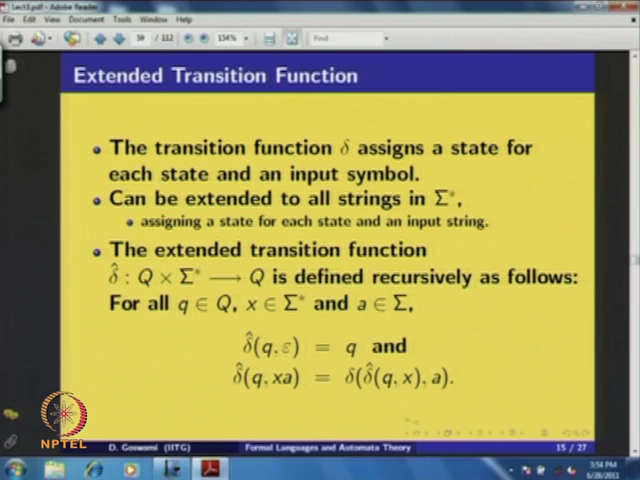 Lect3.pdf - Adobe Reader
File Edit View Document Tools Window Help
59 / 112 154% Find
Extended Transition Function
The transition function δ assigns a state for
each state and an input symbol.
Can be extended to all strings in Σ*,
assigning a state for each state and an input string.
The extended transition function
δ̂ : Q × Σ* ⟶ Q is defined recursively as follows:
For all q ∈ Q, x ∈ Σ* and a ∈ Σ,
δ̂(q, ε) = q and
δ̂(q, xa) = δ(δ̂(q, x), a).
NPTEL
D. Goswami (IITG) Formal Languages and Automata Theory 15 / 27
3:54 PM
6/28/2011